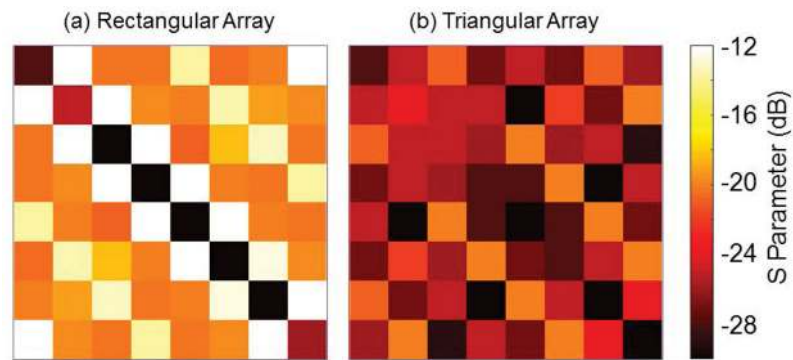 (a) Rectangular Array
(b) Triangular Array
-12
-16
-20
-24
-28
S Parameter (dB)